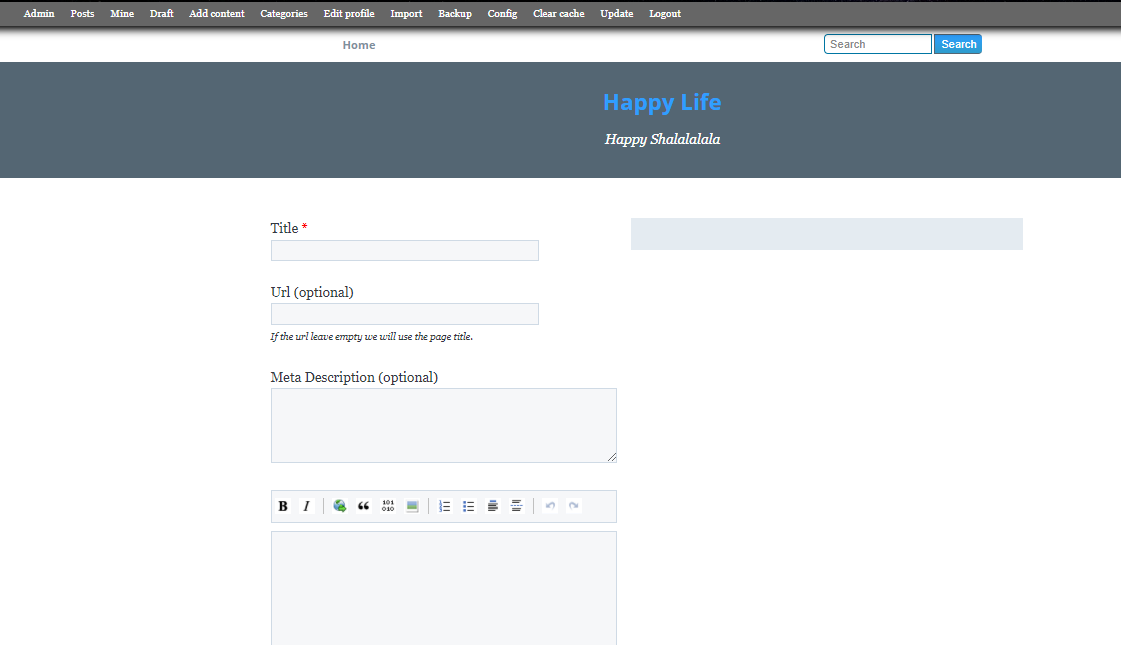 Admin Posts Mine Draft Add content Categories Edit profile Import Backup Config Clear cache Update Logout
Home Search Search
Happy Life
Happy Shalalalala
Title *
Url (optional)
If the url leave empty we will use the page title.
Meta Description (optional)
B I “ 101 010